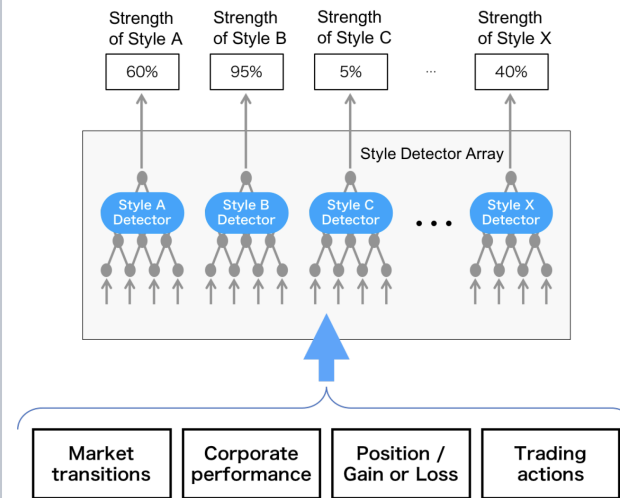 Strength
of Style A
Strength
of Style B
Strength
of Style C
Strength
of Style X
60%
95%
5%
...
40%
Style Detector Array
Style A
Detector
Style B
Detector
Style C
Detector
...
Style X
Detector
Market
transitions
Corporate
performance
Position /
Gain or Loss
Trading
actions